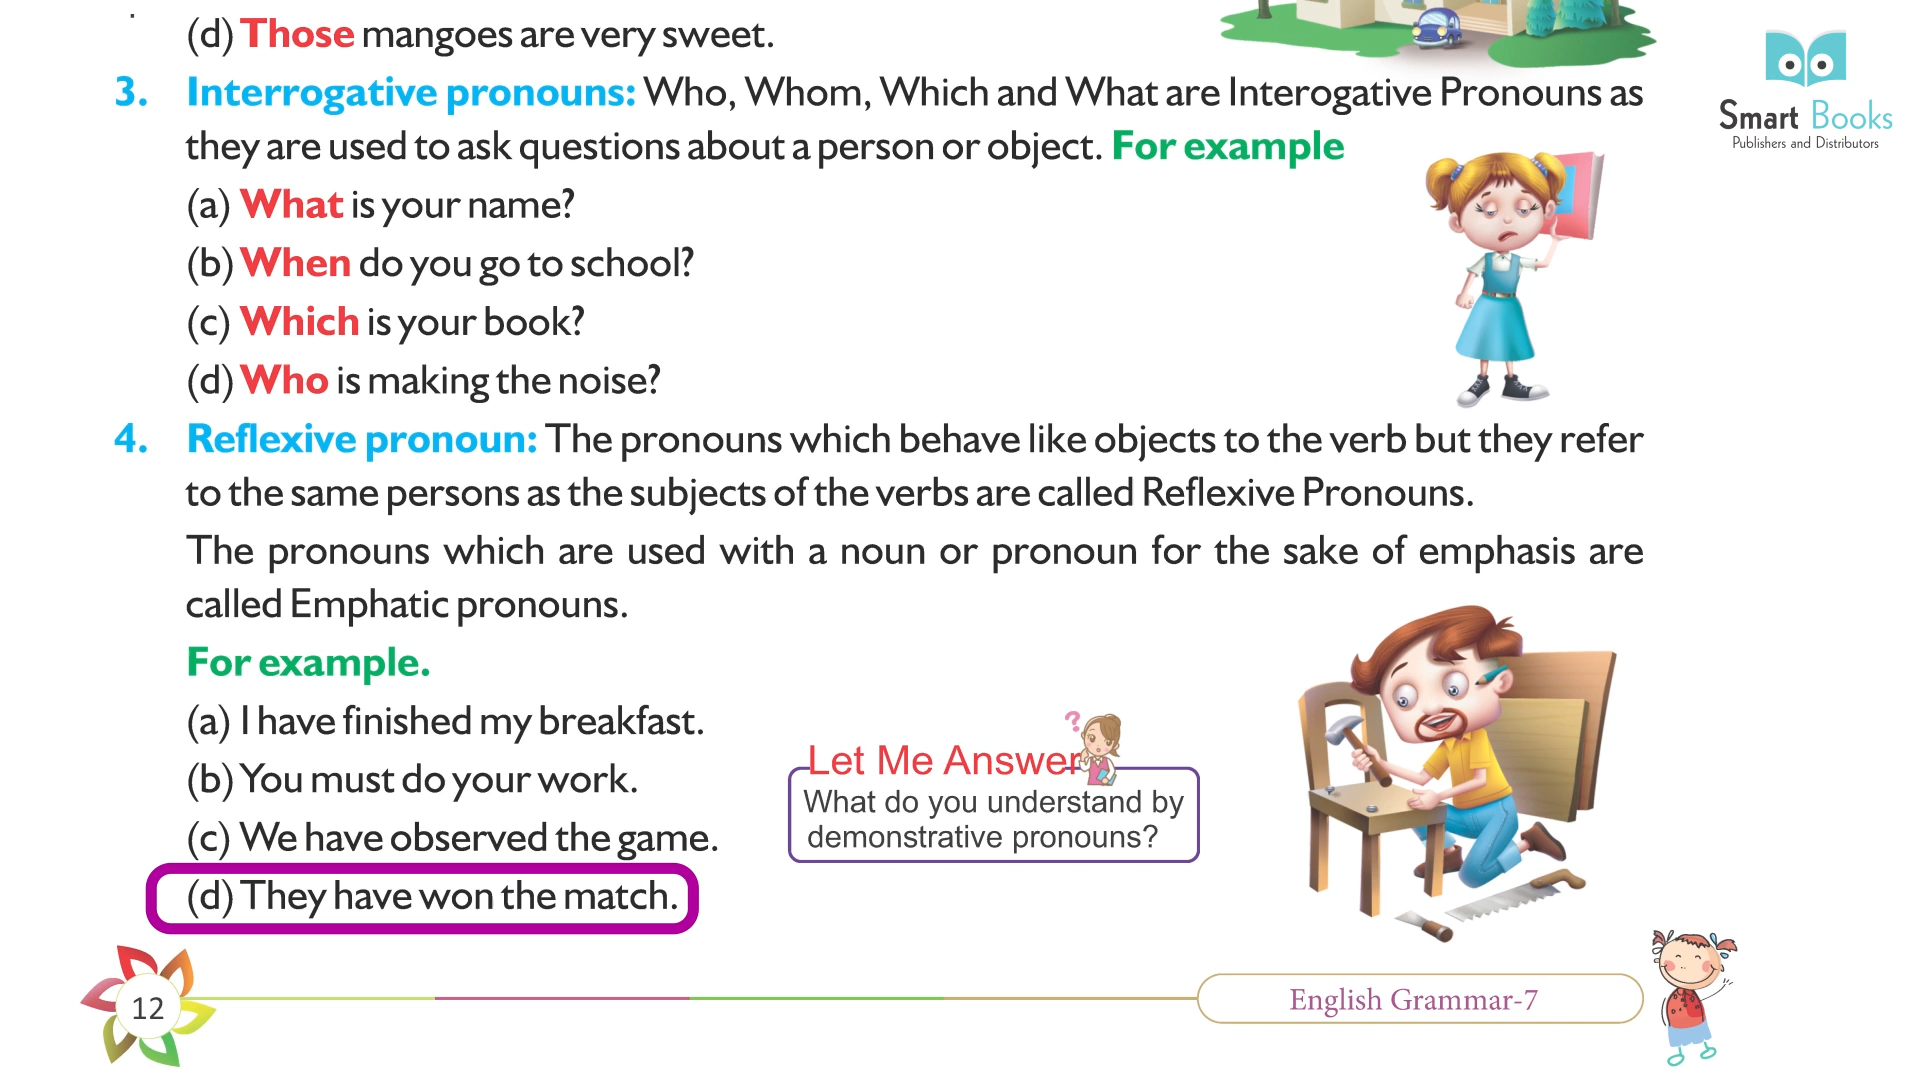 (d) Those mangoes are very sweet.
3. Interrogative pronouns: Who, Whom, Which and What are Interogative Pronouns as
they are used to ask questions about a person or object. For example
(a) What is your name?
(b) When do you go to school?
(c) Which is your book?
(d) Who is making the noise?
4. Reflexive pronoun: The pronouns which behave like objects to the verb but they refer
to the same persons as the subjects of the verbs are called Reflexive Pronouns.
The pronouns which are used with a noun or pronoun for the sake of emphasis are
called Emphatic pronouns.
For example.
(a) I have finished my breakfast.
(b) You must do your work.
(c) We have observed the game.
(d) They have won the match.
?
Let Me Answer
What do you understand by
demonstrative pronouns?
12
English Grammar-7
Smart Books
Publishers and Distributors